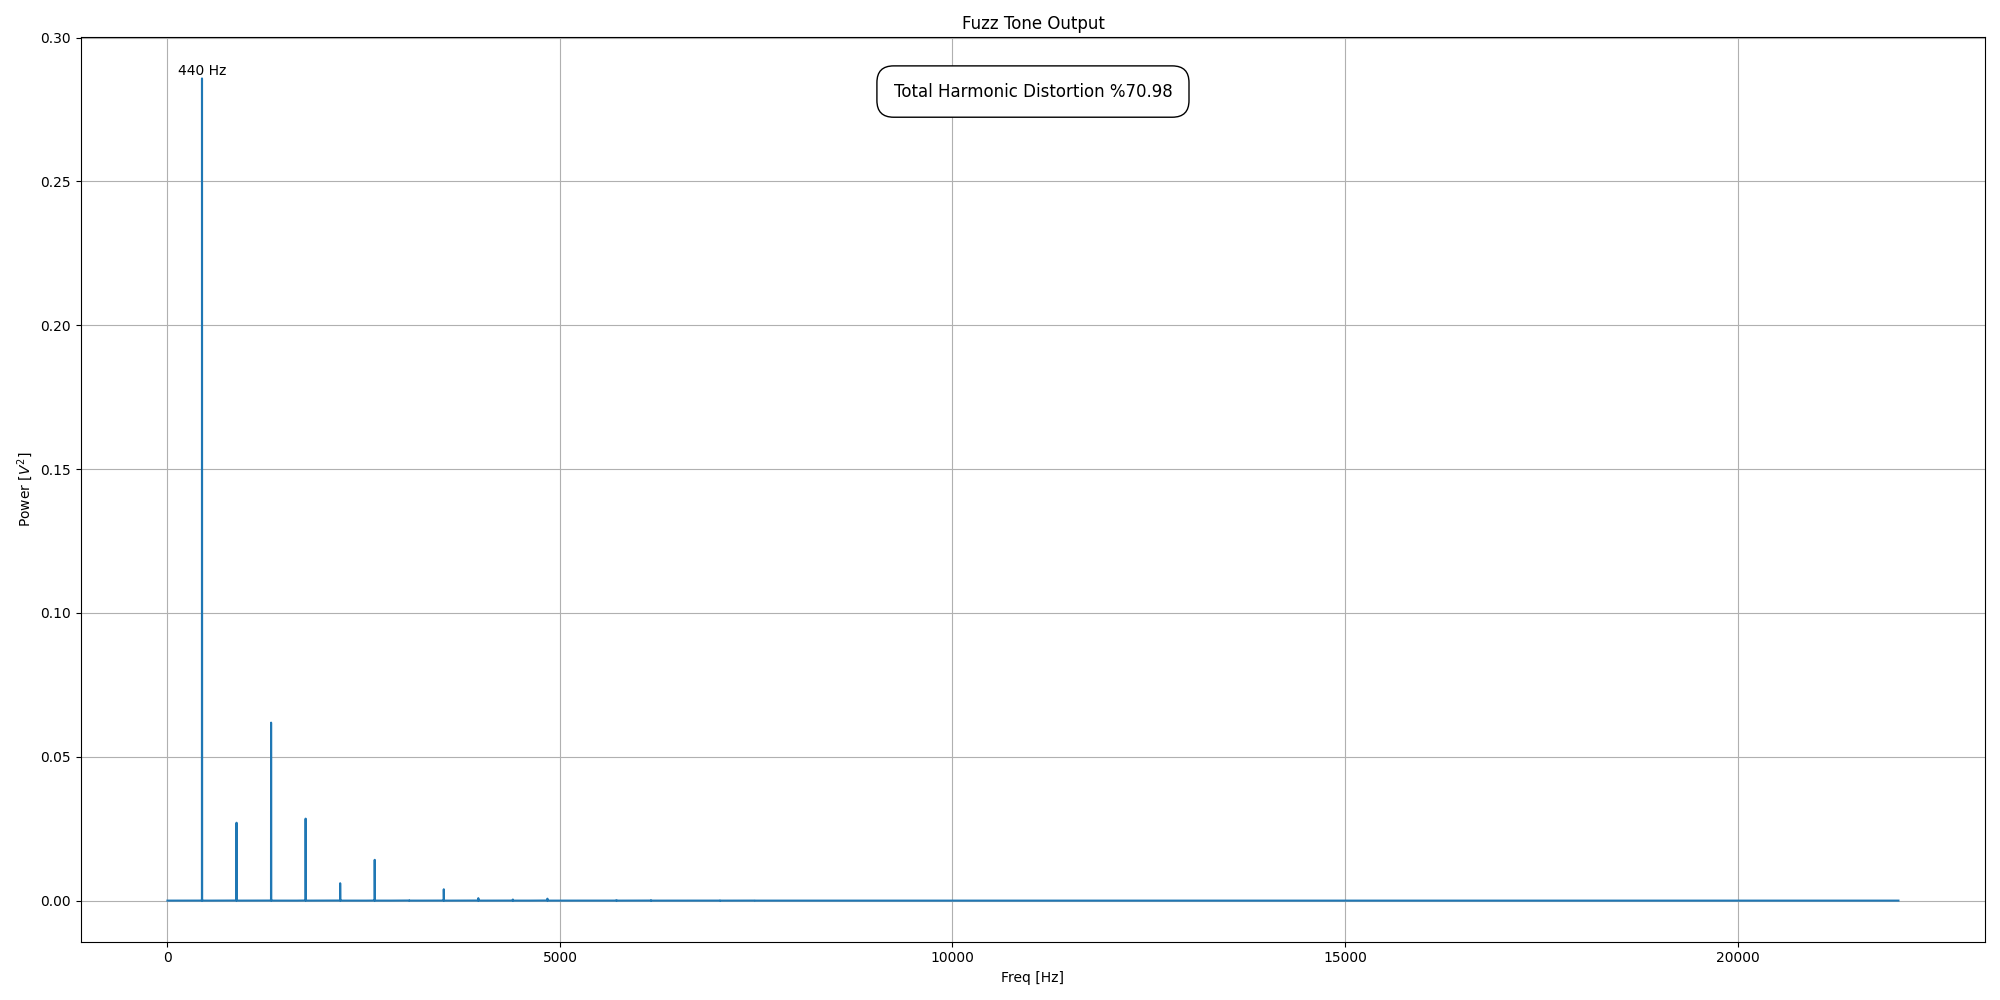 Fuzz Tone Output
0.30
440 Hz
Total Harmonic Distortion %70.98
0.25
0.20
0.15
Power [V²]
0.10
0.05
0.00
0 5000 10000 15000 20000
Freq [Hz]